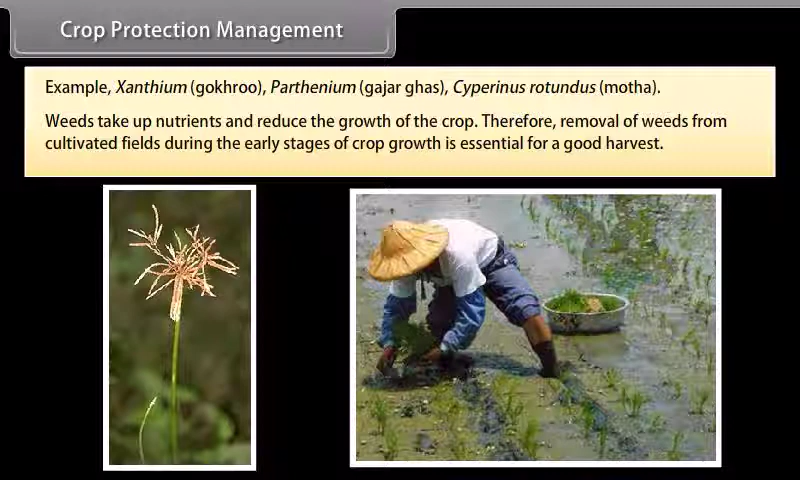 Crop Protection Management
Example, Xanthium (gokhroo), Parthenium (gajar ghas), Cyperinus rotundus (motha).
Weeds take up nutrients and reduce the growth of the crop. Therefore, removal of weeds from
cultivated fields during the early stages of crop growth is essential for a good harvest.